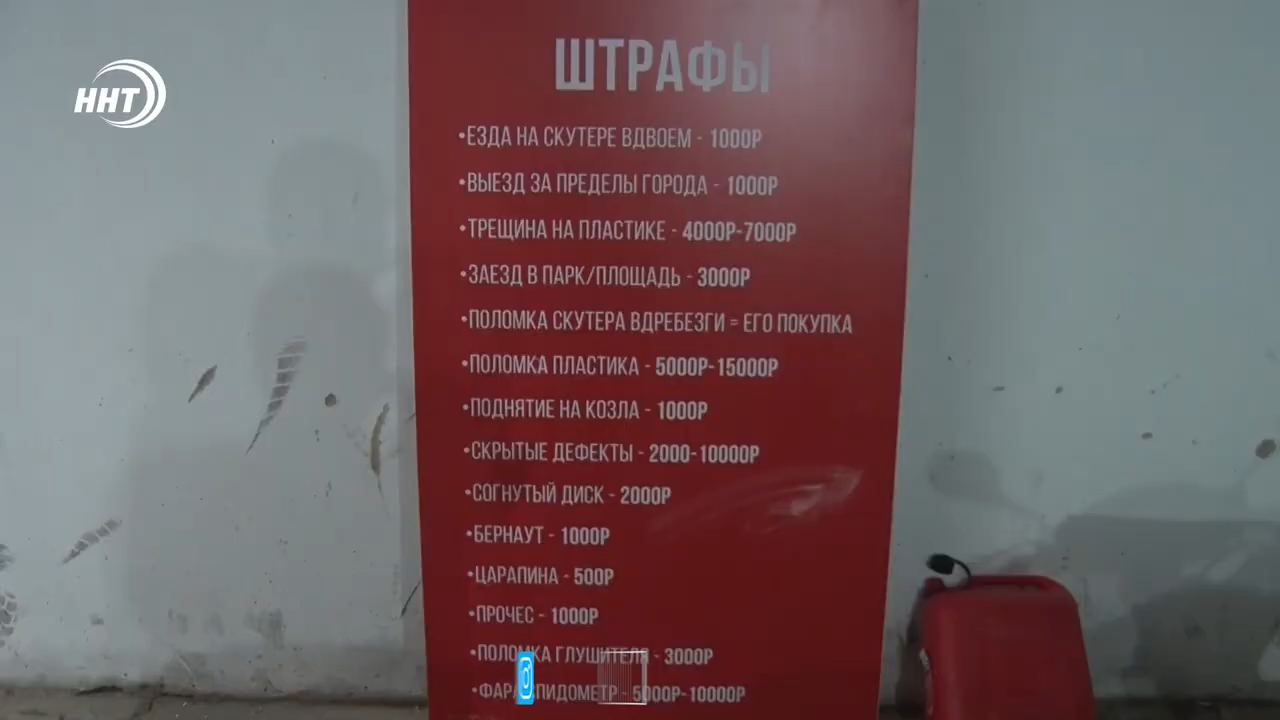 ННТ
ШТРАФЫ
•ЕЗДА НА СКУТЕРЕ ВДВОЕМ - 1000Р
•ВЫЕЗД ЗА ПРЕДЕЛЫ ГОРОДА - 1000Р
•ТРЕЩИНА НА ПЛАСТИКЕ - 4000Р-7000Р
•ЗАЕЗД В ПАРК/ПЛОЩАДЬ - 3000Р
•ПОЛОМКА СКУТЕРА ВДРЕБЕЗГИ = ЕГО ПОКУПКА
•ПОЛОМКА ПЛАСТИКА - 5000Р-15000Р
•ПОДНЯТИЕ НА КОЗЛА - 1000Р
•СКРЫТЫЕ ДЕФЕКТЫ - 2000-10000Р
•СОГНУТЫЙ ДИСК - 2000Р
•БЕРНАУТ - 1000Р
•ЦАРАПИНА - 500Р
•ПРОЧЕС - 1000Р
•ПОЛОМКА ГЛУШИТЕЛЯ - 3000Р
- 5000Р-10000Р